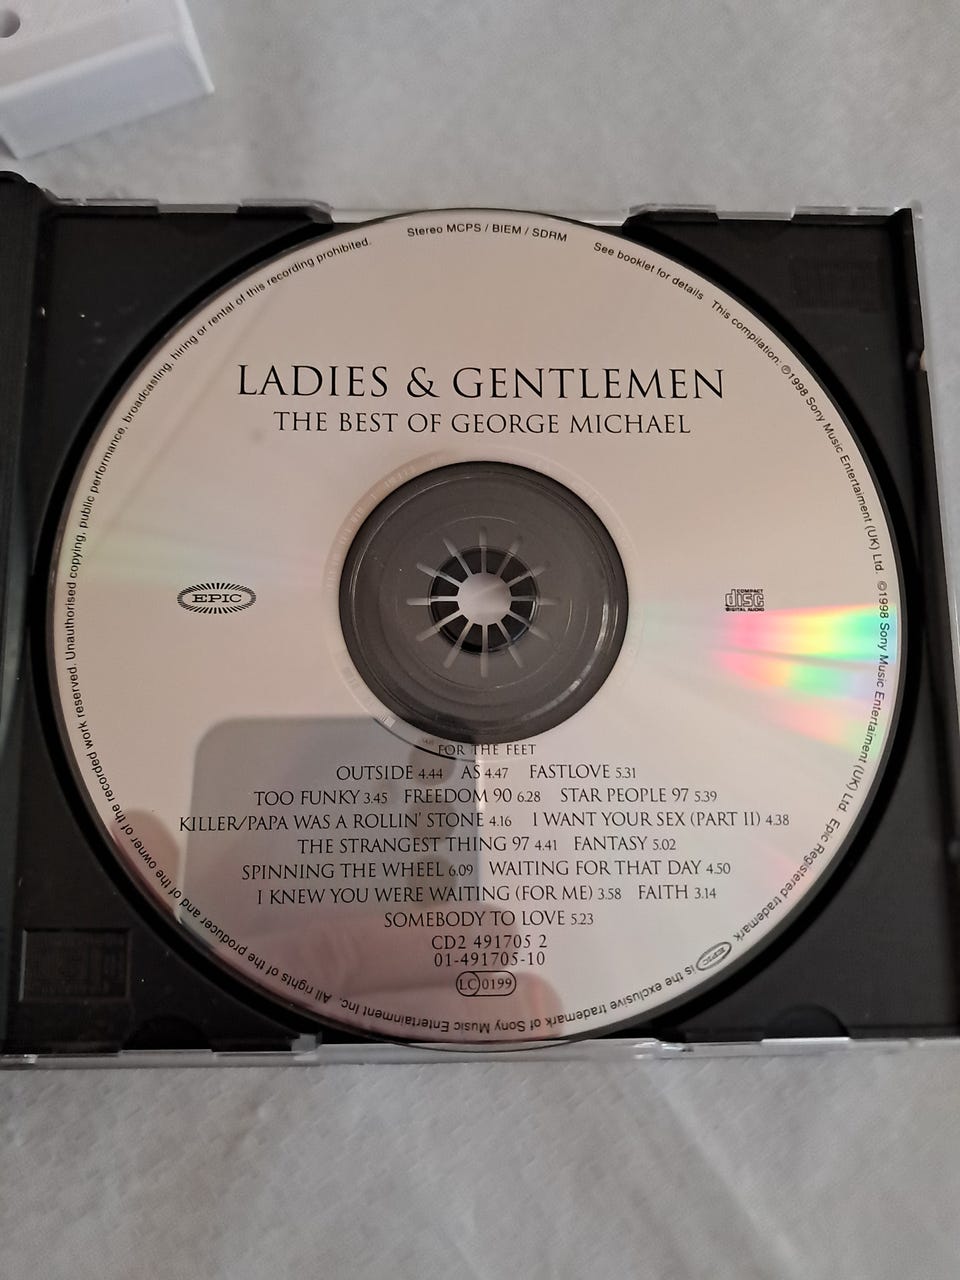 LADIES & GENTLEMEN
THE BEST OF GEORGE MICHAEL
EPIC
COMPACT
disc
DIGITAL AUDIO
FOR THE FEET
OUTSIDE 4.44 AS 4.47 FASTLOVE 5.31
TOO FUNKY 3.45 FREEDOM 90 6.28 STAR PEOPLE 97 5.39
KILLER/PAPA WAS A ROLLIN' STONE 4.16 I WANT YOUR SEX (PART II) 4.38
THE STRANGEST THING 97 4.41 FANTASY 5.02
SPINNING THE WHEEL 6.09 WAITING FOR THAT DAY 4.50
I KNEW YOU WERE WAITING (FOR ME) 3.58 FAITH 3.14
SOMEBODY TO LOVE 5.23
CD2 491705 2
01-491705-10
LC 0199
Stereo MCPS / BIEM / SDRM See booklet for details This compilation: ℗1998 Sony Music Entertaiment (UK) Ltd. ©1998 Sony Music Entertaiment (UK) Ltd Epic Registered trademark EPIC is the exclusive trademark of Sony Music Entertainment Inc. All rights of the producer and of the owner of the recorded work reserved. Unauthorised copying, public performance, broadcasting, hiring or rental of this recording prohibited.